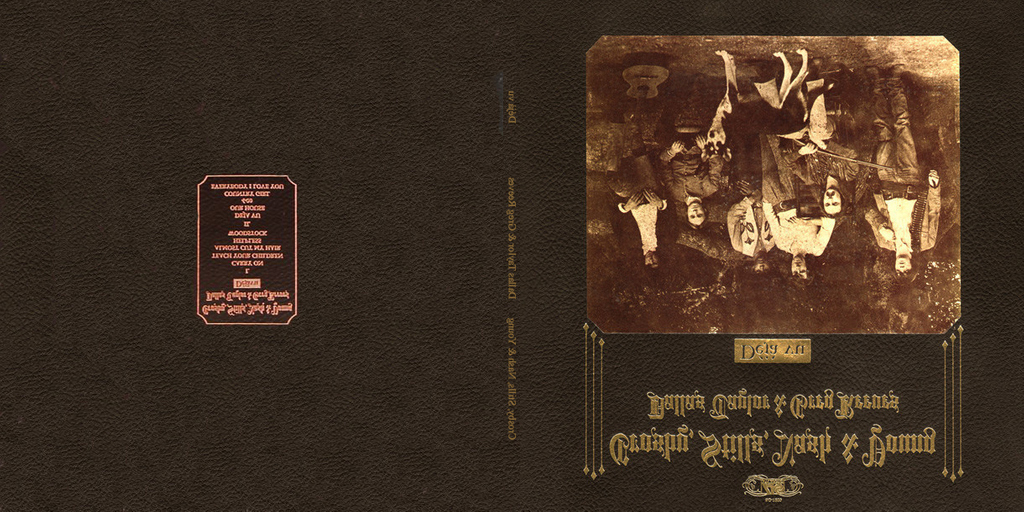 Crosby, Stills, Nash & Young
Dallas Taylor & Greg Reeves
Déjà vu
I.
CARRY ON
TEACH YOUR CHILDREN
ALMOST CUT MY HAIR
HELPLESS
WOODSTOCK
II.
DEJA VU
OUR HOUSE
4+20
COUNTRY GIRL
EVERYBODY I LOVE YOU
Crosby, Stills, Nash & Young
Dallas Taylor & Greg Reeves
Déjà vu
Crosby, Stills, Nash & Young
Dallas Taylor & Greg Reeves
Déjà vu